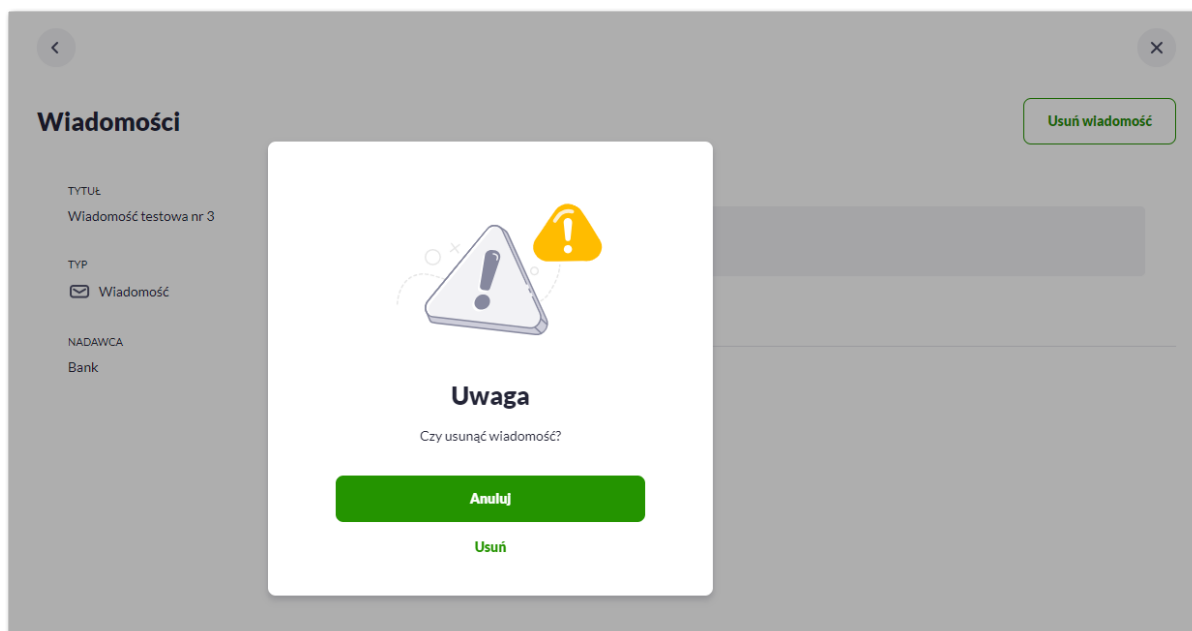 Wiadomości
Usuń wiadomość
TYTUŁ
Wiadomość testowa nr 3
TYP
Wiadomość
NADAWCA
Bank
Uwaga
Czy usunąć wiadomość?
Anuluj
Usuń